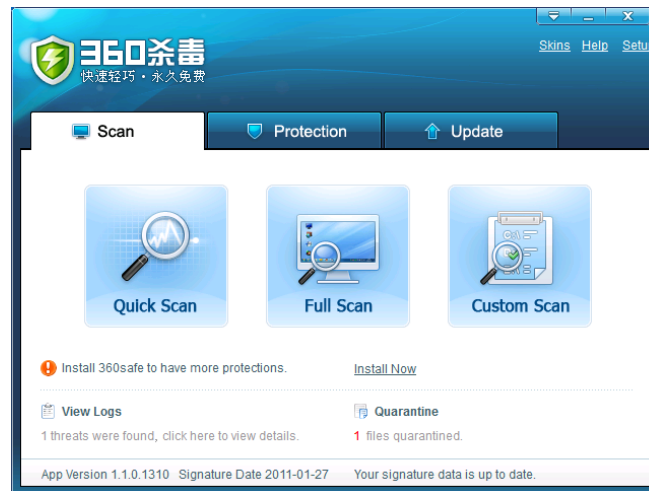 360杀毒
快速轻巧·永久免费
Skins Help Setu
Scan Protection Update
Quick Scan Full Scan Custom Scan
Install 360safe to have more protections. Install Now
View Logs Quarantine
1 threats were found, click here to view details. 1 files quarantined.
App Version 1.1.0.1310 Signature Date 2011-01-27 Your signature data is up to date.